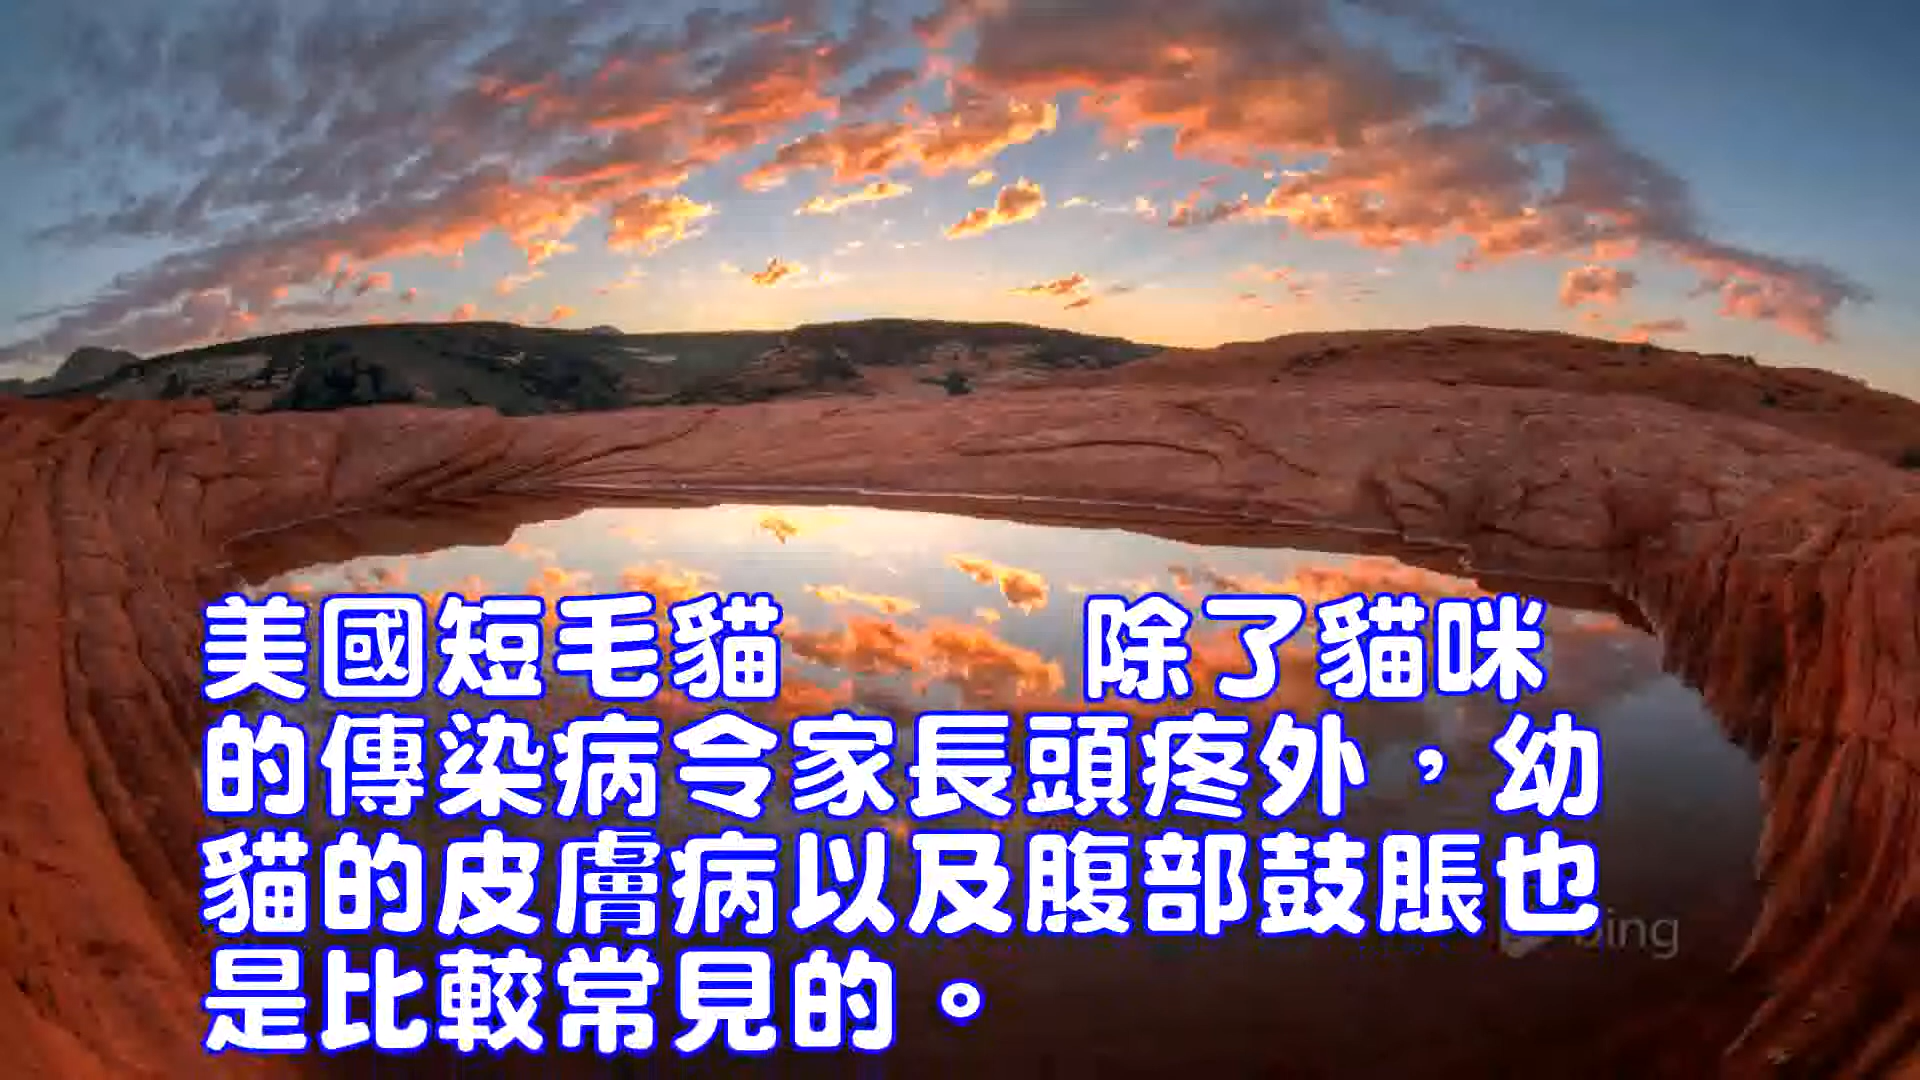 美國短毛貓　　除了貓咪
的傳染病令家長頭疼外，幼
貓的皮膚病以及腹部鼓脹也
是比較常見的。
bing